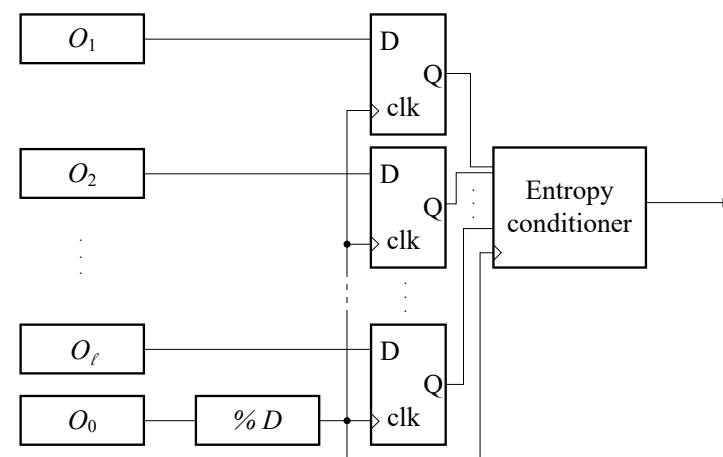 O₁
D
Q
clk
O₂
D
Q
clk
Entropy
conditioner
Oℓ
D
Q
clk
O₀
% D